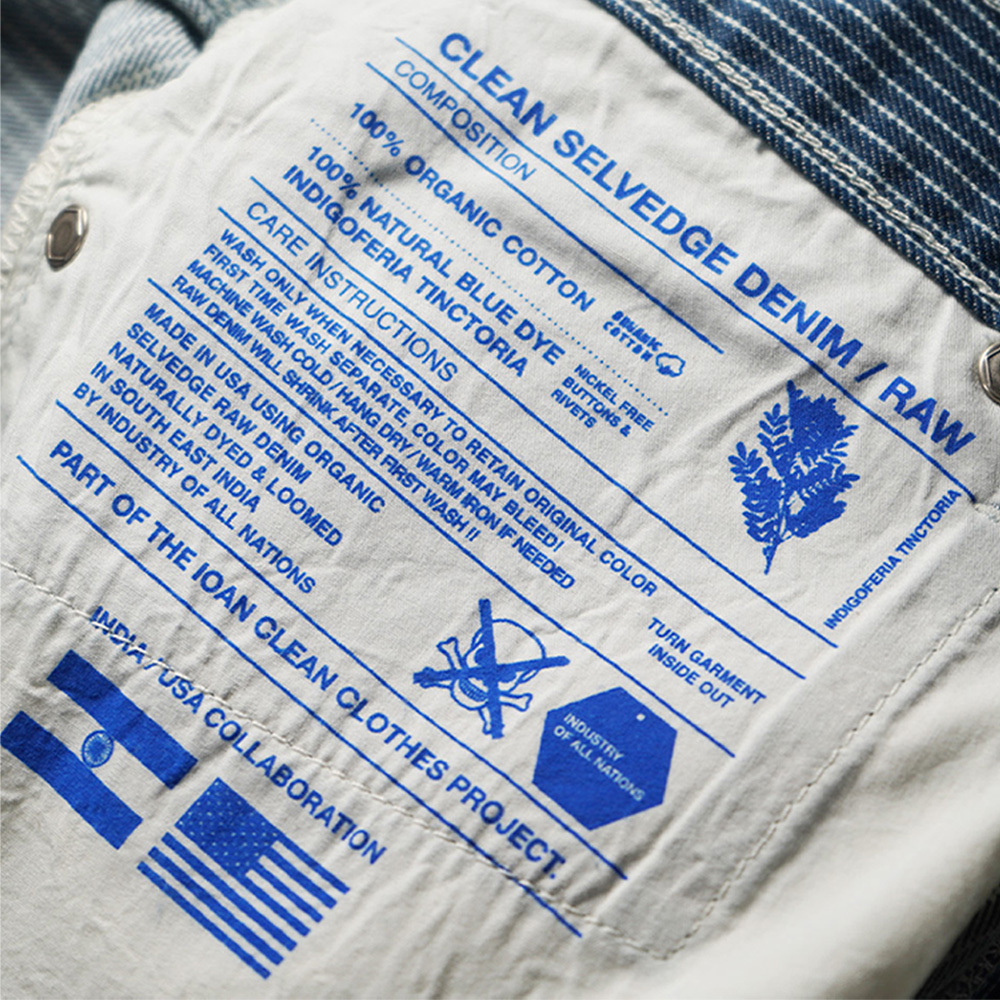 CLEAN SELVEDGE DENIM / RAW
COMPOSITION
100% ORGANIC COTTON
ORGANIC
COTTON
100% NATURAL BLUE DYE
INDIGOFERIA TINCTORIA
NICKEL FREE
BUTTONS &
RIVETS
INDIGOFERIA TINCTORIA
CARE INSTRUCTIONS
WASH ONLY WHEN NECESSARY TO RETAIN ORIGINAL COLOR
FIRST TIME WASH SEPARATE, COLOR MAY BLEED!
MACHINE WASH COLD / HANG DRY / WARM IRON IF NEEDED
RAW DENIM WILL SHRINK AFTER FIRST WASH !!
TURN GARMENT
INSIDE OUT
MADE IN USA USING ORGANIC
SELVEDGE RAW DENIM
NATURALLY DYED & LOOMED
IN SOUTH EAST INDIA
BY INDUSTRY OF ALL NATIONS
INDUSTRY
OF ALL NATIONS
PART OF THE IOAN CLEAN CLOTHES PROJECT.
INDIA / USA COLLABORATION